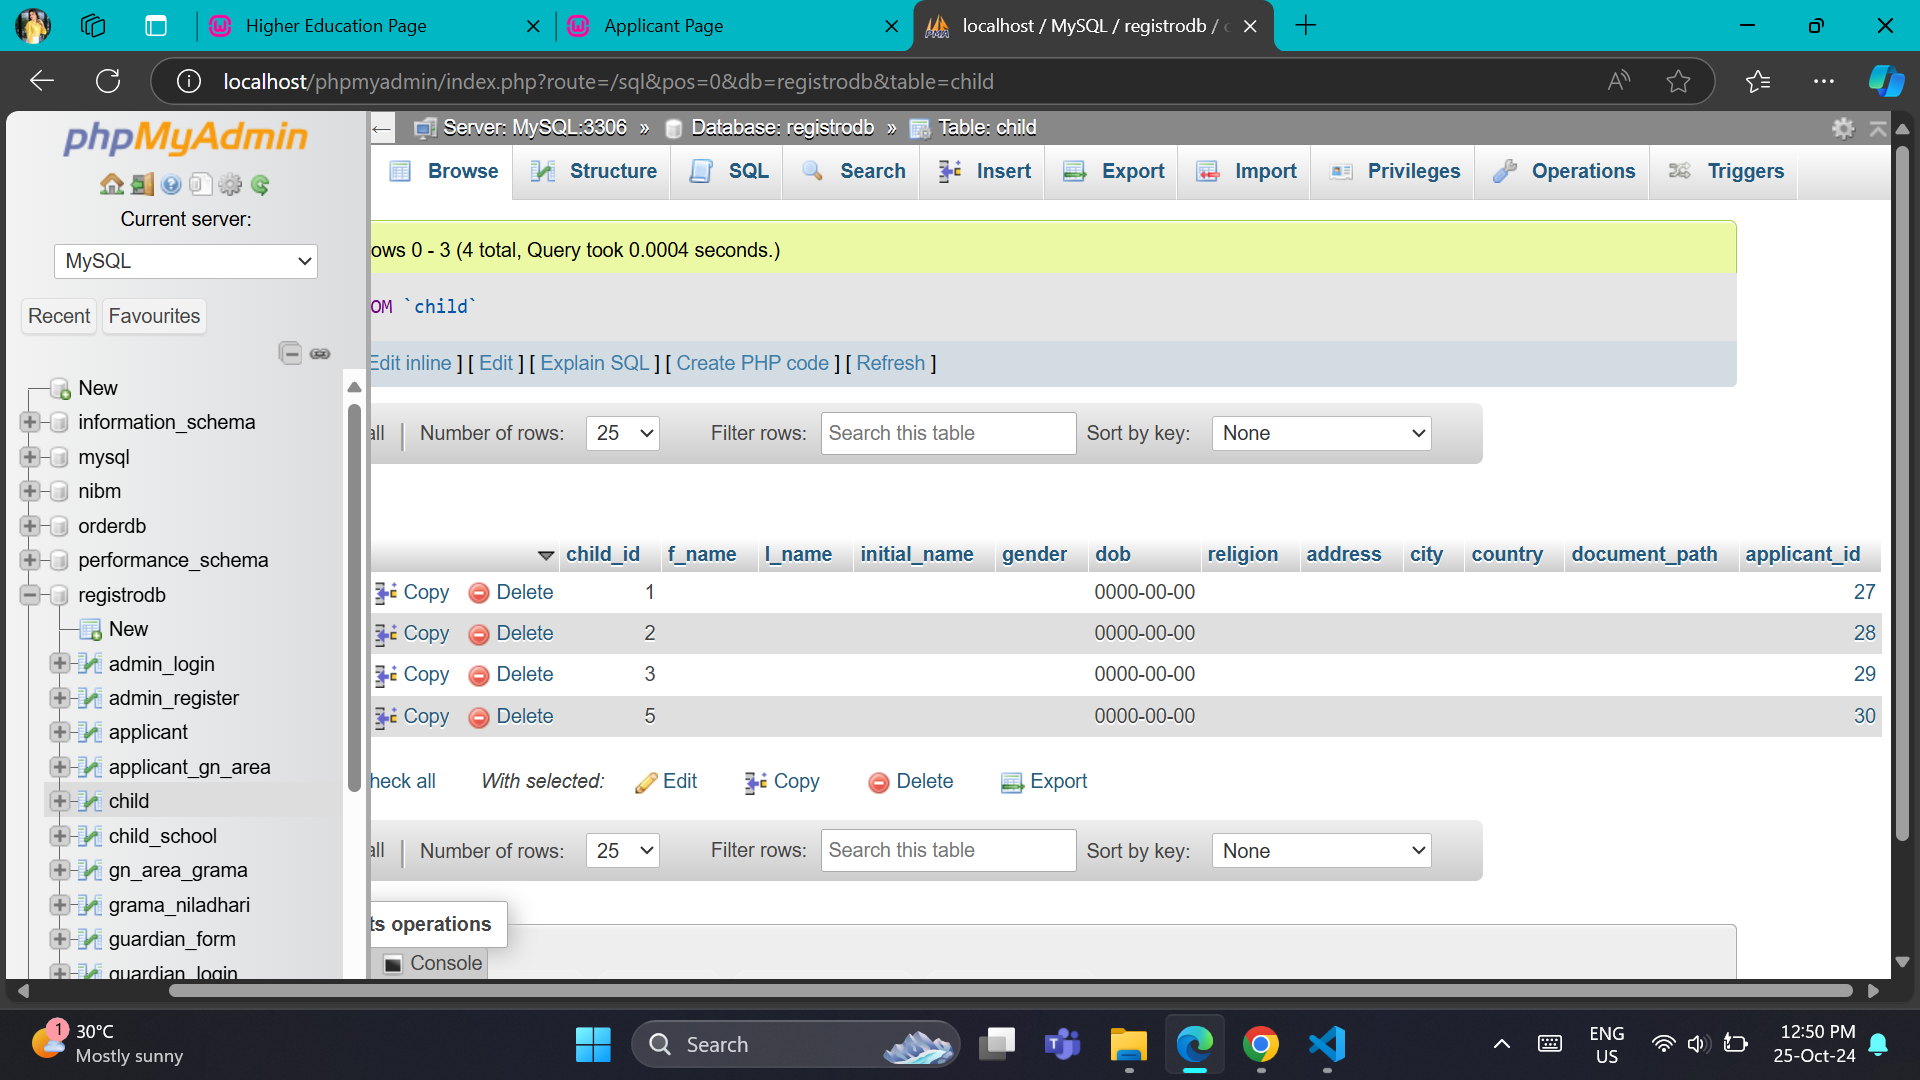 Higher Education Page
Applicant Page
localhost / MySQL / registrodb / c
localhost/phpmyadmin/index.php?route=/sql&pos=0&db=registrodb&table=child
phpMyAdmin
Current server:
MySQL
Recent
Favourites
New
information_schema
mysql
nibm
orderdb
performance_schema
registrodb
New
admin_login
admin_register
applicant
applicant_gn_area
child
child_school
gn_area_grama
grama_niladhari
guardian_form
guardian_login
Server: MySQL:3306 » Database: registrodb » Table: child
Browse Structure SQL Search Insert Export Import Privileges Operations Triggers
ows 0 - 3 (4 total, Query took 0.0004 seconds.)
OM `child`
Edit inline ] [ Edit ] [ Explain SQL ] [ Create PHP code ] [ Refresh ]
all Number of rows: 25 Filter rows: Search this table Sort by key: None
child_id f_name l_name initial_name gender dob religion address city country document_path applicant_id
Copy Delete 1 0000-00-00 27
Copy Delete 2 0000-00-00 28
Copy Delete 3 0000-00-00 29
Copy Delete 5 0000-00-00 30
heck all With selected: Edit Copy Delete Export
all Number of rows: 25 Filter rows: Search this table Sort by key: None
ts operations
Console
1
30°C
Mostly sunny
Search
ENG
US
12:50 PM
25-Oct-24